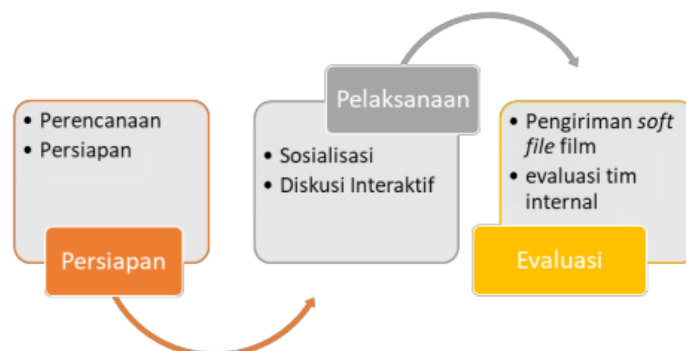 • Perencanaan
• Persiapan
Persiapan
Pelaksanaan
• Sosialisasi
• Diskusi Interaktif
• Pengiriman soft
file film
• evaluasi tim
internal
Evaluasi